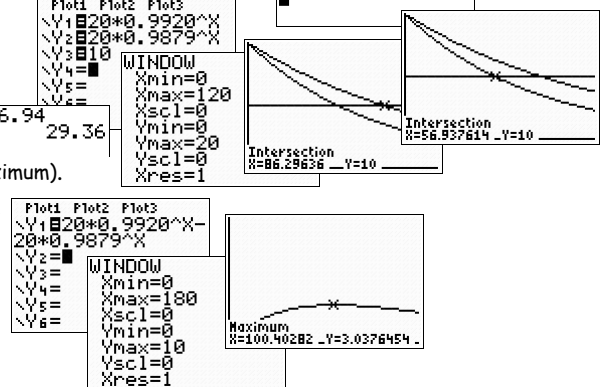 Plot1 Plot2 Plot3
\Y1=20*0.9920^X
\Y2=20*0.9879^X
\Y3=10
\Y4=
\Y5=
\Y6=
WINDOW
Xmin=0
Xmax=120
Xscl=0
Ymin=0
Ymax=20
Yscl=0
Xres=1
Intersection
X=86.29636 Y=10
Intersection
X=56.937614 Y=10
6.94
29.36
imum).
Plot1 Plot2 Plot3
\Y1=20*0.9920^X-
20*0.9879^X
\Y2=
\Y3=
\Y4=
\Y5=
\Y6=
WINDOW
Xmin=0
Xmax=180
Xscl=0
Ymin=0
Ymax=10
Yscl=0
Xres=1
Maximum
X=100.40282 Y=3.0376454